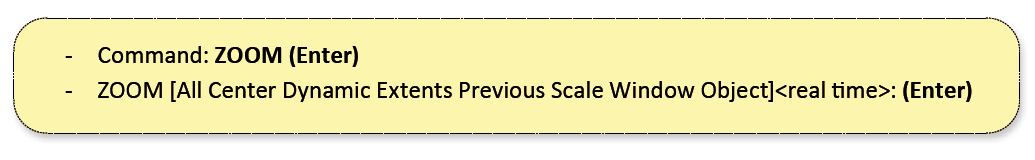 - Command: ZOOM (Enter)
- ZOOM [All Center Dynamic Extents Previous Scale Window Object]<real time>: (Enter)